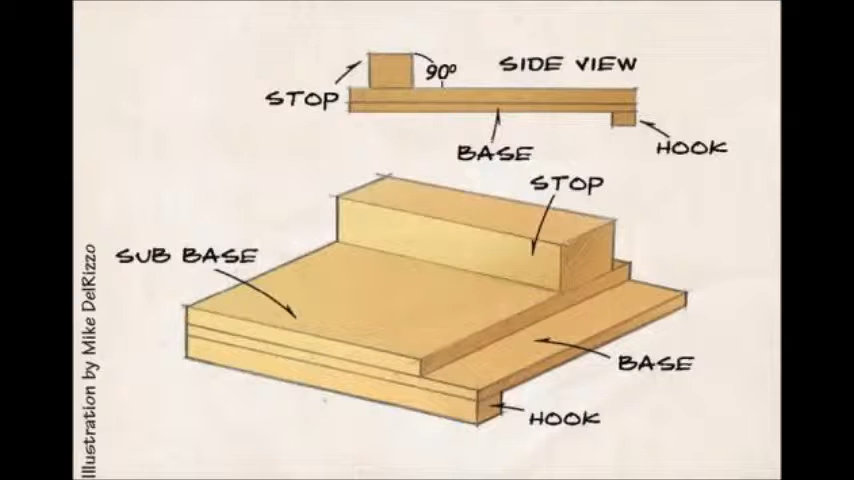 90º
SIDE VIEW
STOP
BASE
HOOK
STOP
SUB BASE
BASE
HOOK
Illustration by Mike DelRizzo